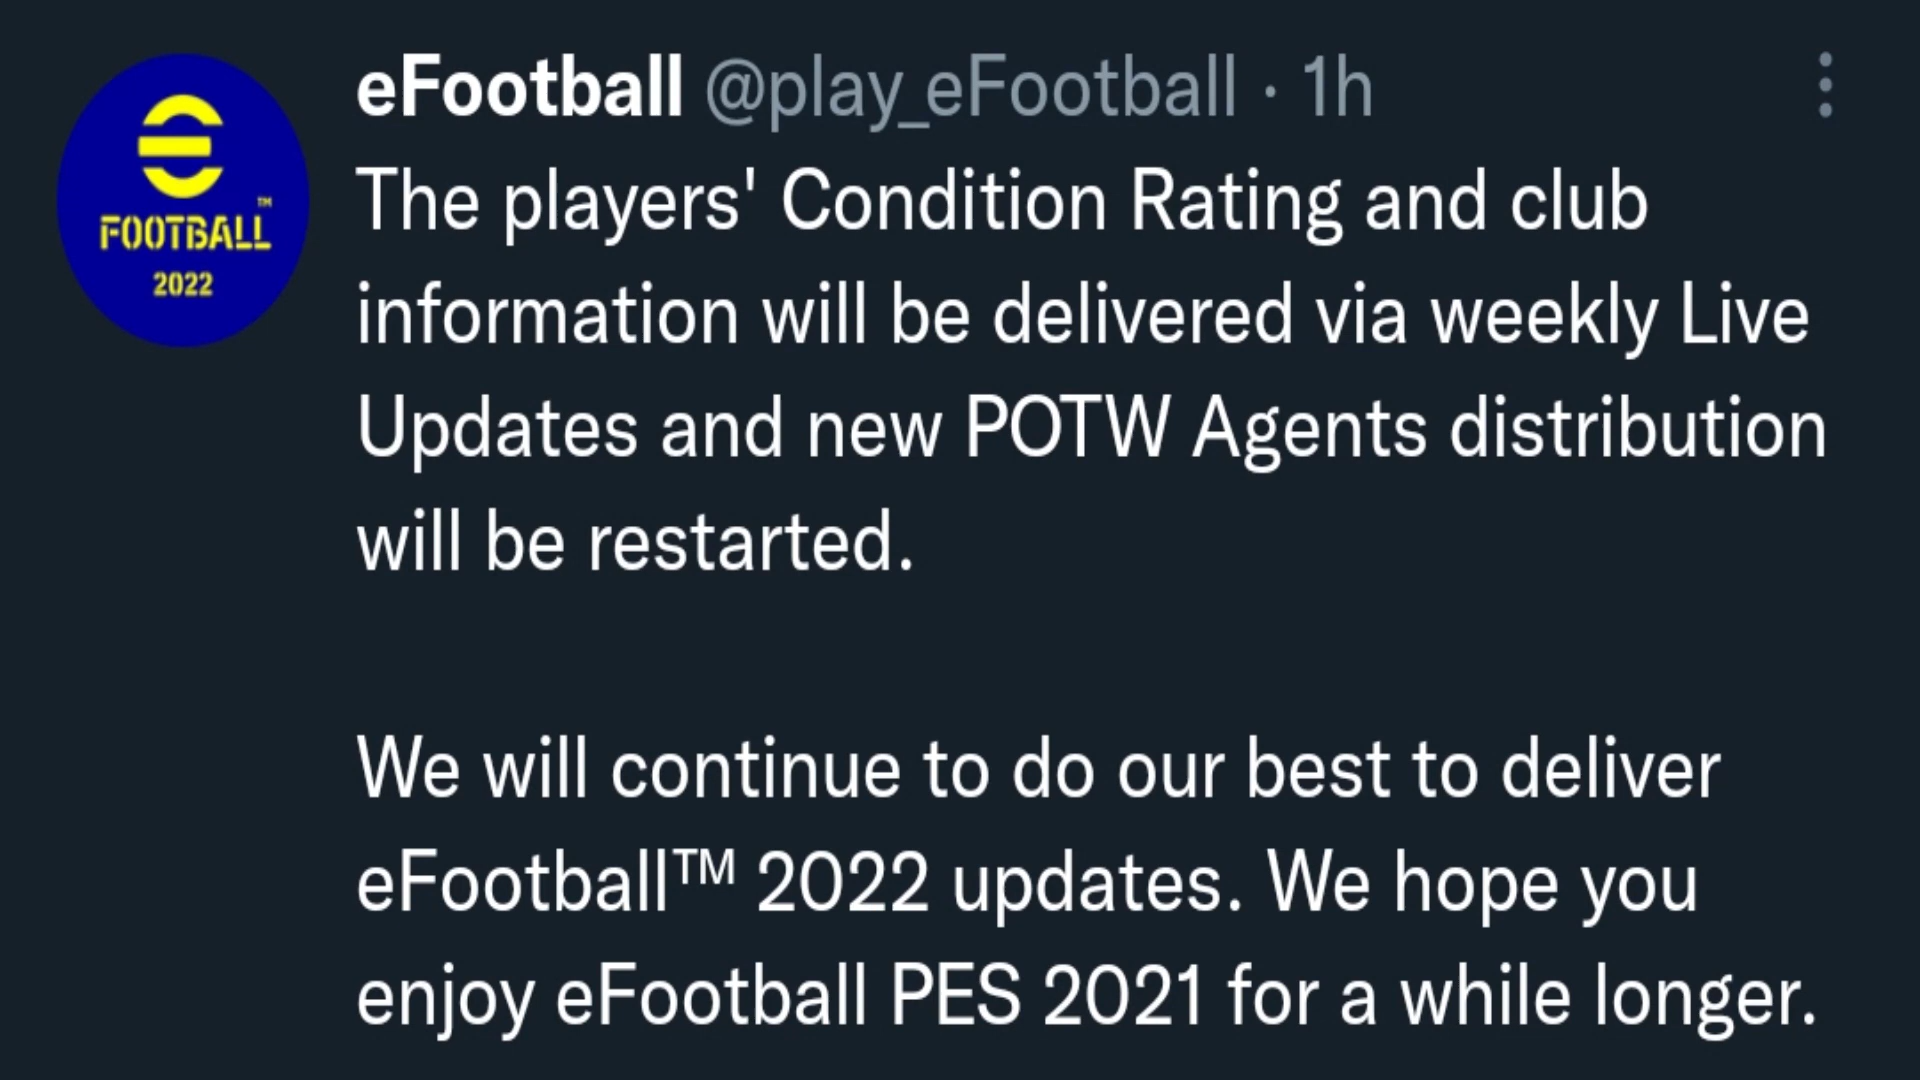 eFootball @play_eFootball · 1h
The players' Condition Rating and club
information will be delivered via weekly Live
Updates and new POTW Agents distribution
will be restarted.
We will continue to do our best to deliver
eFootball™ 2022 updates. We hope you
enjoy eFootball PES 2021 for a while longer.
e
FOOTBALL™
2022